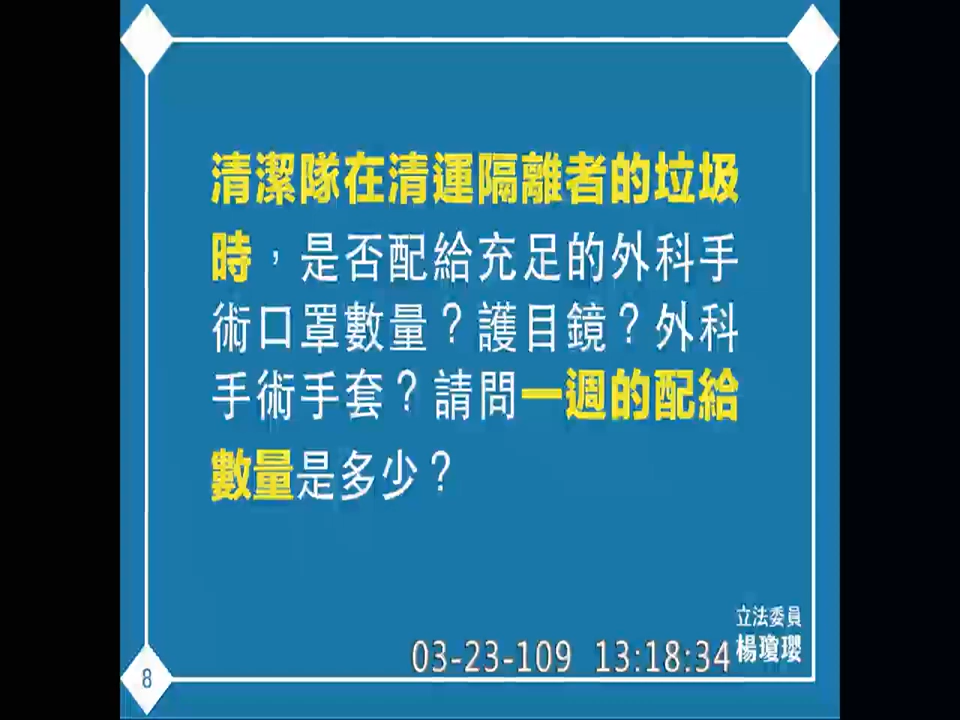 清潔隊在清運隔離者的垃圾
時，是否配給充足的外科手
術口罩數量？護目鏡？外科
手術手套？請問一週的配給
數量是多少？
立法委員
楊瓊瓔
03-23-109 13:18:34
8